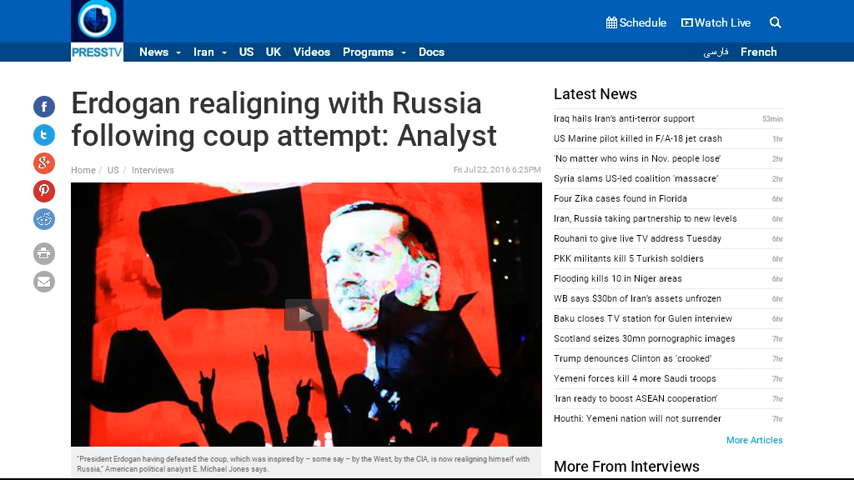 Schedule
Watch Live
PRESSTV
News
Iran
US
UK
Videos
Programs
Docs
فارسی
French
Erdogan realigning with Russia
following coup attempt: Analyst
Home / US / Interviews
Fri Jul 22, 2016 6:25PM
"President Erdogan having defeated the coup, which was inspired by – some say – by the West, by the CIA, is now realigning himself with
Russia," American political analyst E. Michael Jones says.
Latest News
Iraq hails Iran's anti-terror support 53min
US Marine pilot killed in F/A-18 jet crash 1hr
'No matter who wins in Nov. people lose' 2hr
Syria slams US-led coalition 'massacre' 2hr
Four Zika cases found in Florida 6hr
Iran, Russia taking partnership to new levels 6hr
Rouhani to give live TV address Tuesday 6hr
PKK militants kill 5 Turkish soldiers 6hr
Flooding kills 10 in Niger areas 6hr
WB says $30bn of Iran's assets unfrozen 6hr
Baku closes TV station for Gulen interview 6hr
Scotland seizes 30mn pornographic images 7hr
Trump denounces Clinton as 'crooked' 7hr
Yemeni forces kill 4 more Saudi troops 7hr
'Iran ready to boost ASEAN cooperation' 7hr
Houthi: Yemeni nation will not surrender 7hr
More Articles
More From Interviews